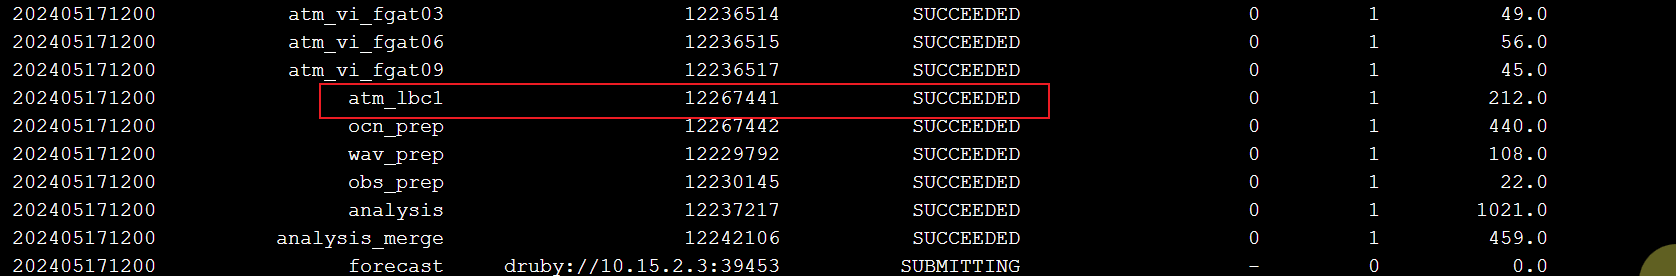 202405171200 atm_vi_fgat03 12236514 SUCCEEDED 0 1 49.0
202405171200 atm_vi_fgat06 12236515 SUCCEEDED 0 1 56.0
202405171200 atm_vi_fgat09 12236517 SUCCEEDED 0 1 45.0
202405171200 atm_lbc1 12267441 SUCCEEDED 0 1 212.0
202405171200 ocn_prep 12267442 SUCCEEDED 0 1 440.0
202405171200 wav_prep 12229792 SUCCEEDED 0 1 108.0
202405171200 obs_prep 12230145 SUCCEEDED 0 1 22.0
202405171200 analysis 12237217 SUCCEEDED 0 1 1021.0
202405171200 analysis_merge 12242106 SUCCEEDED 0 1 459.0
202405171200 forecast druby://10.15.2.3:39453 SUBMITTING - 0 0.0